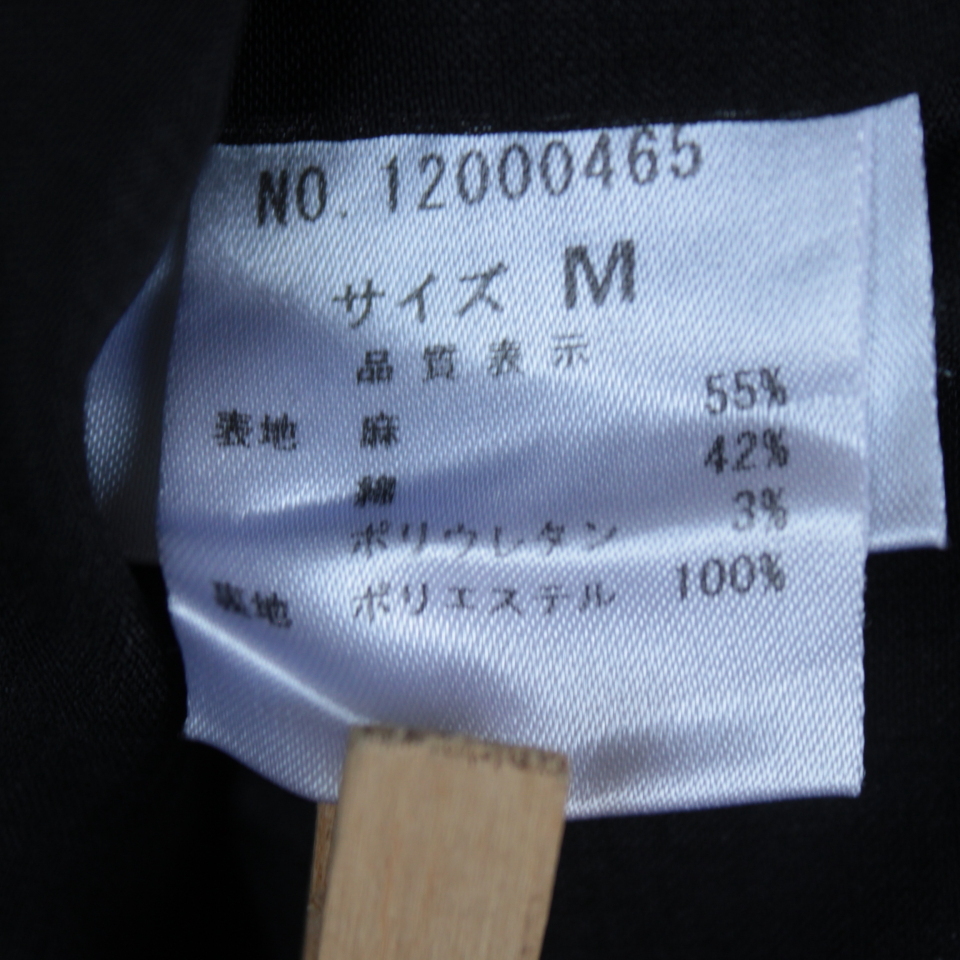 NO. 12000465
サイズ M
品質表示
表地 麻 55%
綿 42%
ポリウレタン 3%
裏地 ポリエステル 100%